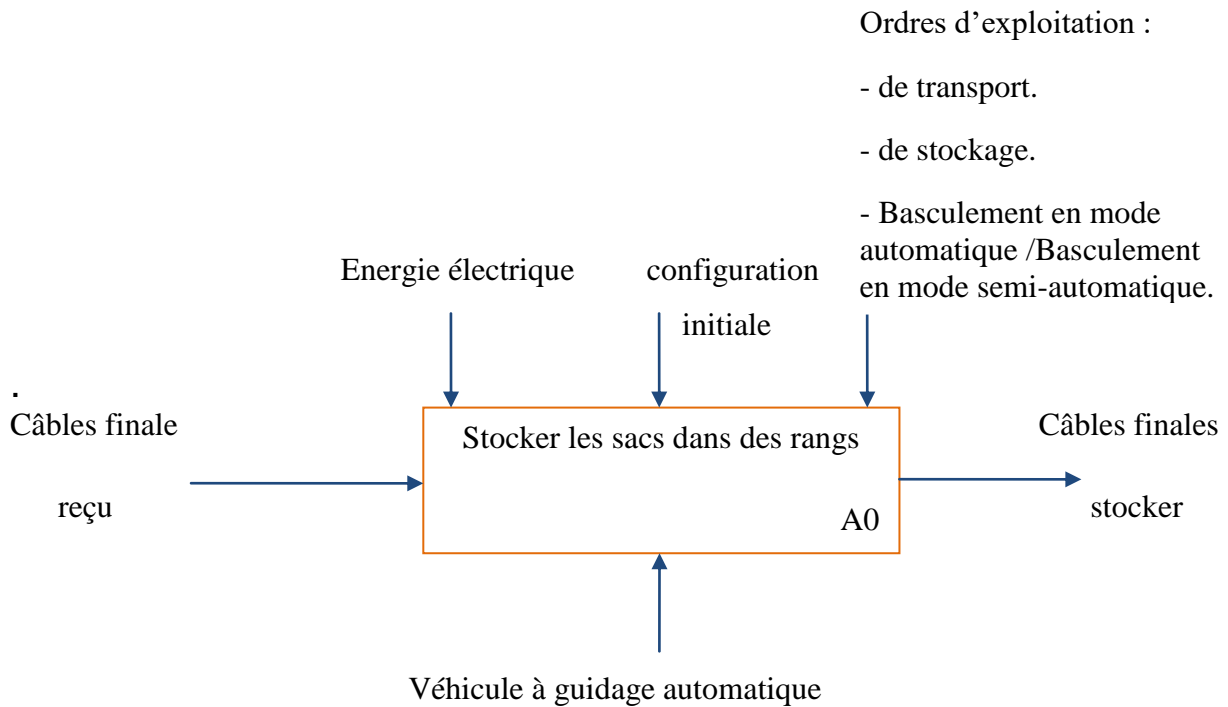 Ordres d’exploitation :
- de transport.
- de stockage.
- Basculement en mode
automatique /Basculement
en mode semi-automatique.
Energie électrique
configuration
initiale
.
Câbles finale
reçu
Stocker les sacs dans des rangs
A0
Câbles finales
stocker
Véhicule à guidage automatique